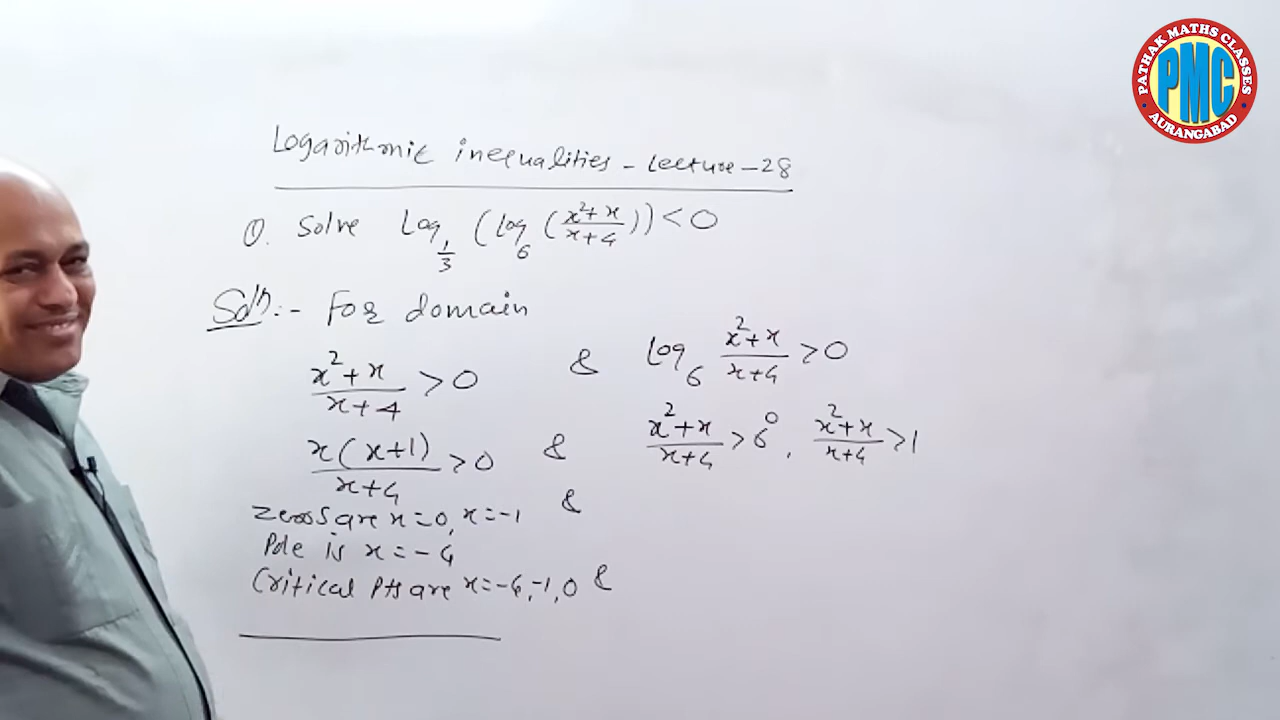 PATHAK MATHS CLASSES
PMC
AURANGABAD
Logarithmic inequalities - Lecture - 28
①. Solve Log_{1/3} (log_6 ((x²+x)/(x+4))) < 0
Solⁿ:- For domain
(x²+x)/(x+4) > 0 & log_6 (x²+x)/(x+4) > 0
x(x+1)/(x+4) > 0 & (x²+x)/(x+4) > 6⁰, (x²+x)/(x+4) > 1
zeros are x=0, x=-1 &
Pole is x=-4
Critical Pts are x=-4,-1,0 &